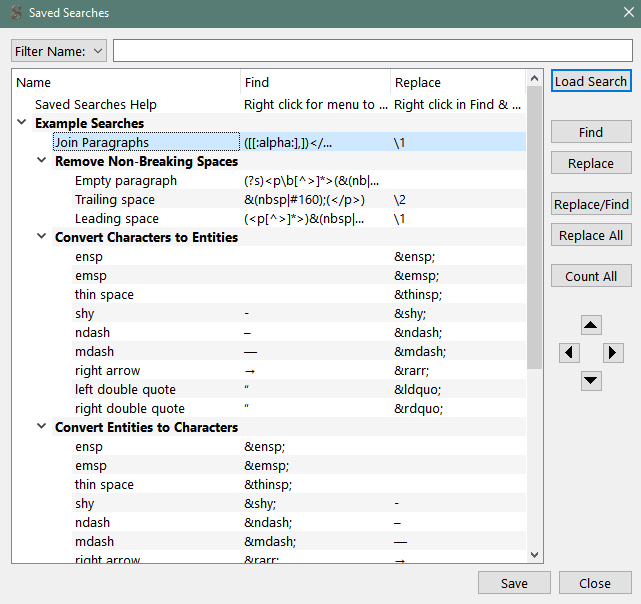 Saved Searches
Filter Name:
Name Find Replace
Load Search
Saved Searches Help Right click for menu to ... Right click in Find & ...
Example Searches
Find
Join Paragraphs ([[:alpha:],])</... \1
Remove Non-Breaking Spaces
Replace
Empty paragraph (?s)<p\b[^>]*>(&(nb|...
Trailing space &(nbsp|#160);(</p>) \2
Replace/Find
Leading space (<p[^>]*>)&(nbsp|... \1
Convert Characters to Entities
Replace All
ensp &ensp;
emsp &emsp;
Count All
thin space &thinsp;
shy - &shy;
ndash – &ndash;
mdash — &mdash;
right arrow → &rarr;
left double quote “ &ldquo;
right double quote “ &rdquo;
Convert Entities to Characters
ensp &ensp;
emsp &emsp;
thin space &thinsp;
shy &shy; -
ndash &ndash; –
mdash &mdash; —
right arrow &rarr; →
Save
Close